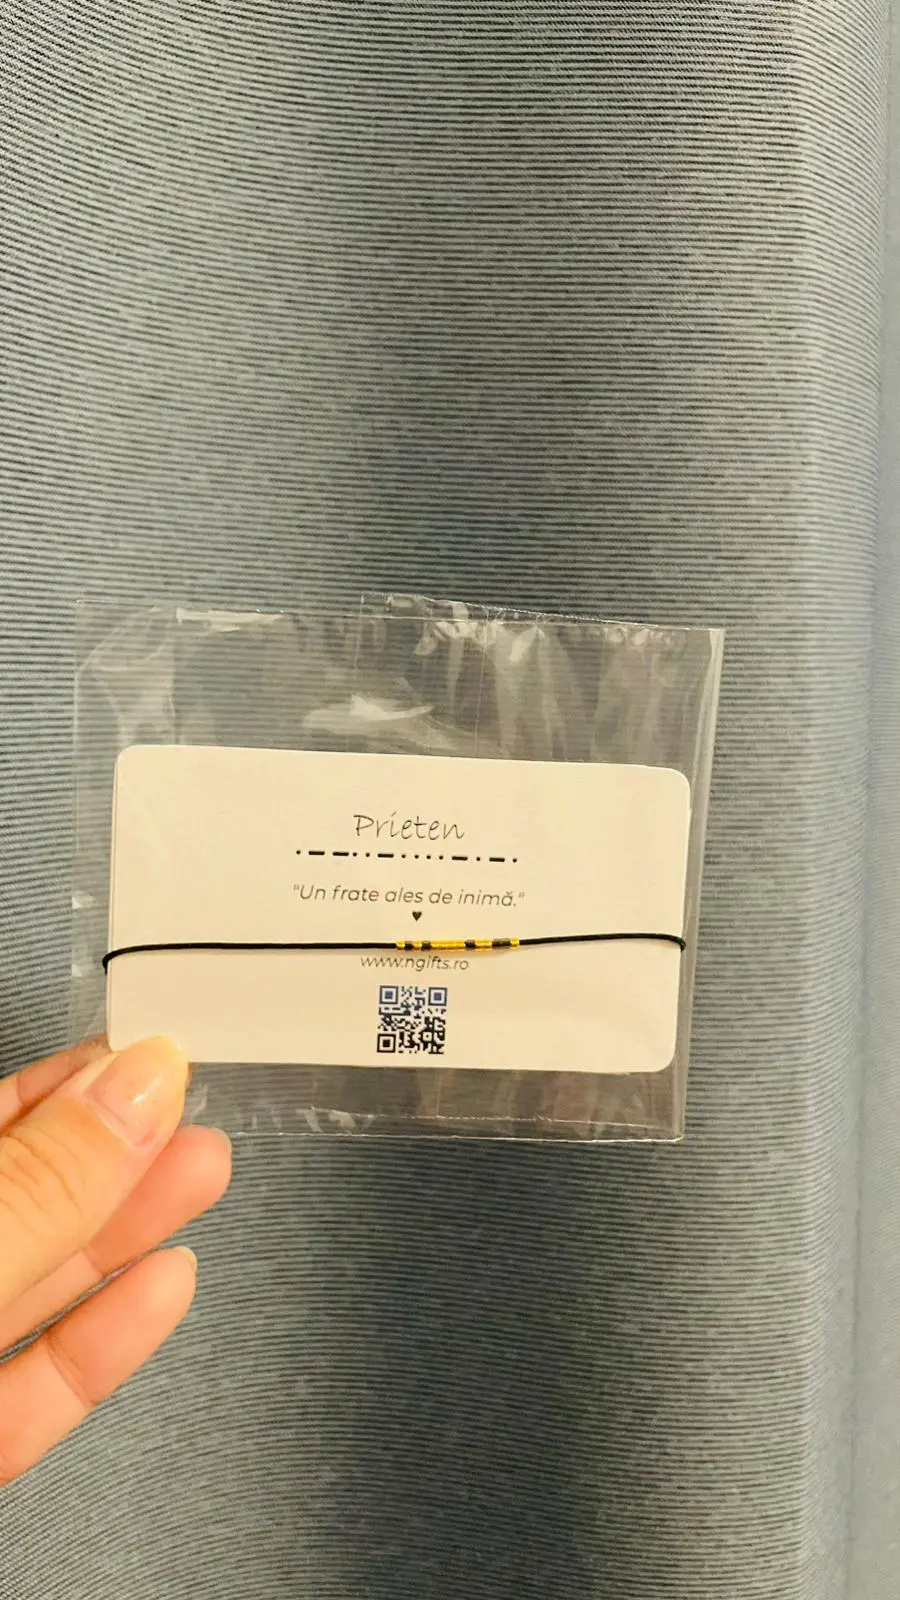 Prieten
"Un frate ales de inimă."
www.ngifts.ro